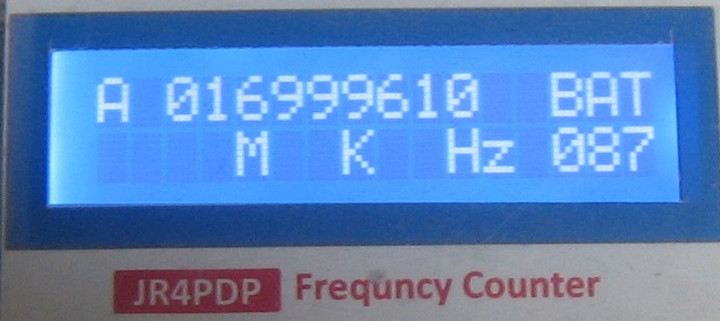 A 016999610 BAT
M K Hz 087
JR4PDP Frequncy Counter